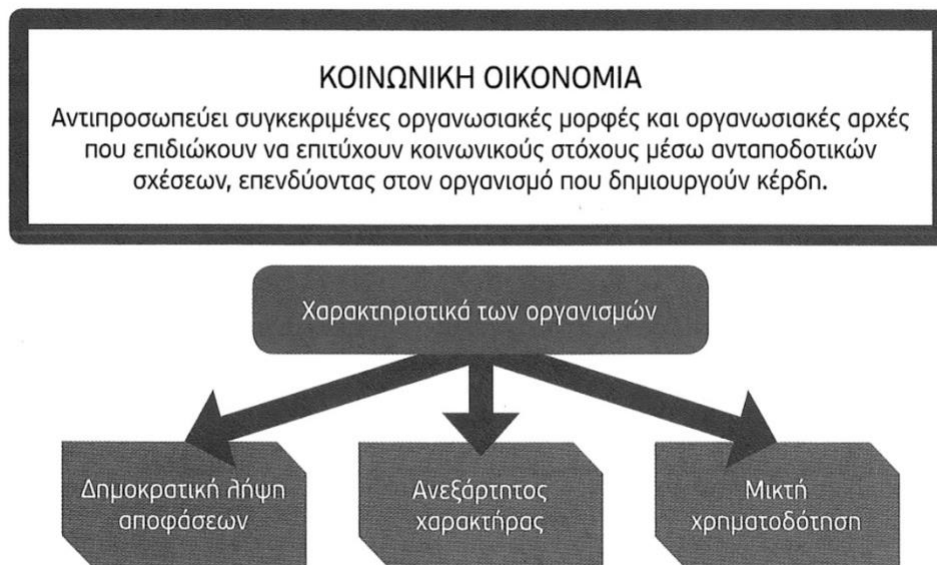 ΚΟΙΝΩΝΙΚΗ ΟΙΚΟΝΟΜΙΑ
Αντιπροσωπεύει συγκεκριμένες οργανωσιακές μορφές και οργανωσιακές αρχές
που επιδιώκουν να επιτύχουν κοινωνικούς στόχους μέσω ανταποδοτικών
σχέσεων, επενδύοντας στον οργανισμό που δημιουργούν κέρδη.
Χαρακτηριστικά των οργανισμών
Δημοκρατική λήψη
αποφάσεων
Ανεξάρτητος
χαρακτήρας
Μικτή
χρηματοδότηση